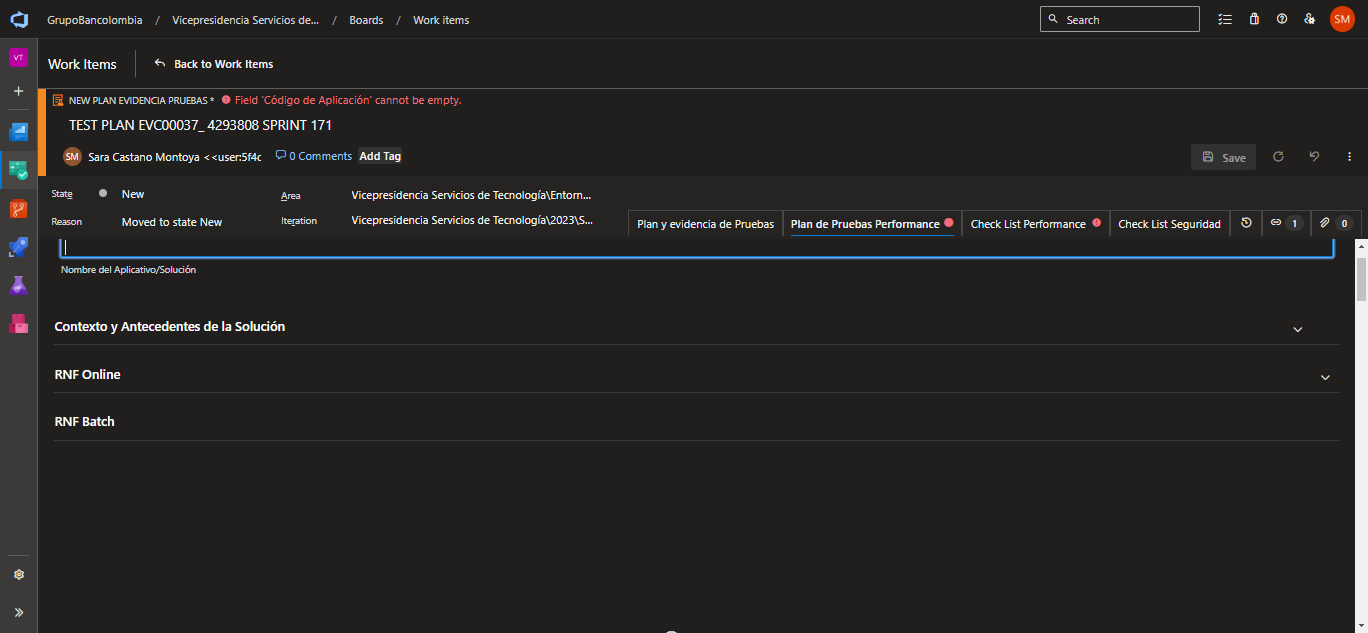 GrupoBancolombia / Vicepresidencia Servicios de... / Boards / Work items
Search
SM
VT
Work Items
Back to Work Items
NEW PLAN EVIDENCIA PRUEBAS * Field 'Código de Aplicación' cannot be empty.
TEST PLAN EVC00037_ 4293808 SPRINT 171
SM Sara Castano Montoya < <user:5f4c 0 Comments Add Tag
Save
State New
Area Vicepresidencia Servicios de Tecnología\Entorn...
Reason Moved to state New
Iteration Vicepresidencia Servicios de Tecnología\2023\S...
Plan y evidencia de Pruebas Plan de Pruebas Performance Check List Performance Check List Seguridad 1 0
Nombre del Aplicativo/Solución
Contexto y Antecedentes de la Solución
RNF Online
RNF Batch